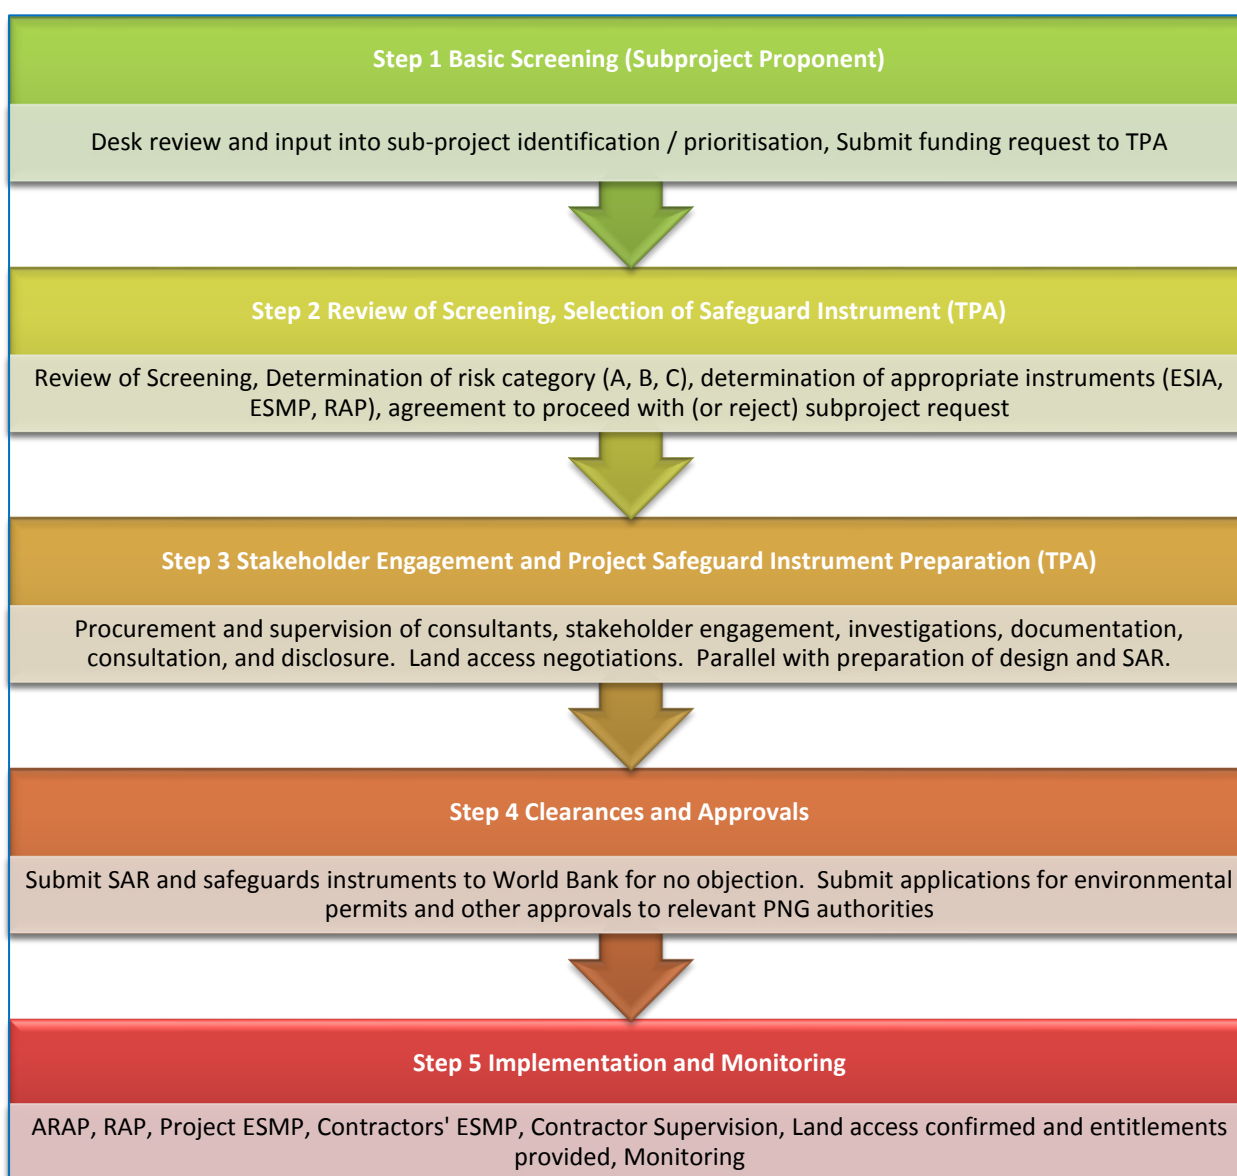 Step 1 Basic Screening (Subproject Proponent)
Desk review and input into sub-project identification / prioritisation, Submit funding request to TPA
Step 2 Review of Screening, Selection of Safeguard Instrument (TPA)
Review of Screening, Determination of risk category (A, B, C), determination of appropriate instruments (ESIA,
ESMP, RAP), agreement to proceed with (or reject) subproject request
Step 3 Stakeholder Engagement and Project Safeguard Instrument Preparation (TPA)
Procurement and supervision of consultants, stakeholder engagement, investigations, documentation,
consultation, and disclosure.  Land access negotiations.  Parallel with preparation of design and SAR.
Step 4 Clearances and Approvals
Submit SAR and safeguards instruments to World Bank for no objection.  Submit applications for environmental
permits and other approvals to relevant PNG authorities
Step 5 Implementation and Monitoring
ARAP, RAP, Project ESMP, Contractors' ESMP, Contractor Supervision, Land access confirmed and entitlements
provided, Monitoring